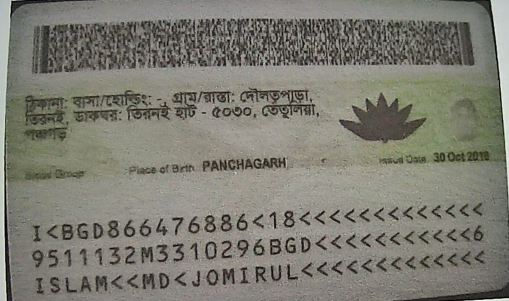 ঠিকানা: বাসা/হোল্ডিং: -, গ্রাম/রাস্তা: দৌলতপাড়া,
তিরনই, ডাকঘর: তিরনই হাট - ৫০৩০, তেতুলিয়া,
পঞ্চগড়
Blood Group Place of Birth PANCHAGARH Issue Date 30 Oct 2018
I<BGD866476886<18<<<<<<<<<<<<<
9511132M3310296BGD<<<<<<<<<<<6
ISLAM<<MD<JOMIRUL<<<<<<<<<<<<<